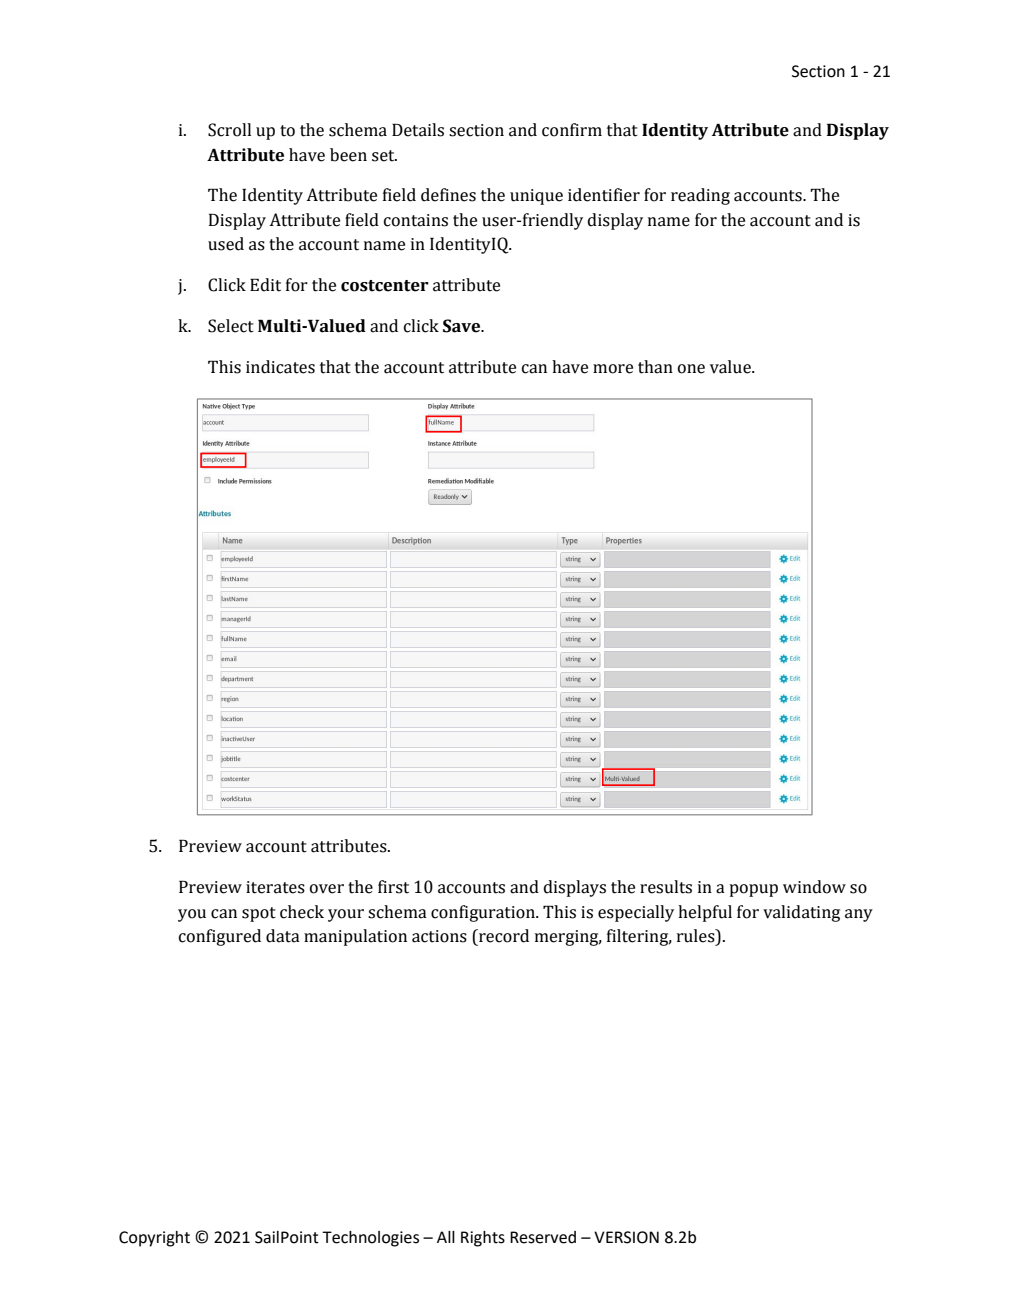 Section 1 - 21
i. Scroll up to the schema Details section and confirm that Identity Attribute and Display
Attribute have been set.
The Identity Attribute field defines the unique identifier for reading accounts. The
Display Attribute field contains the user-friendly display name for the account and is
used as the account name in IdentityIQ.
j. Click Edit for the costcenter attribute
k. Select Multi-Valued and click Save.
This indicates that the account attribute can have more than one value.
Native Object Type Display Attribute
account fullName
Identity Attribute Instance Attribute
employeeId
Include Permissions Remediation Modifiable
Readonly
Attributes
Name Description Type Properties
employeeId string Edit
firstName string Edit
lastName string Edit
managerId string Edit
fullName string Edit
email string Edit
department string Edit
region string Edit
location string Edit
inactiveUser string Edit
jobtitle string Edit
costcenter string Multi-Valued Edit
workStatus string Edit
5. Preview account attributes.
Preview iterates over the first 10 accounts and displays the results in a popup window so
you can spot check your schema configuration. This is especially helpful for validating any
configured data manipulation actions (record merging, filtering, rules).
Copyright © 2021 SailPoint Technologies – All Rights Reserved – VERSION 8.2b